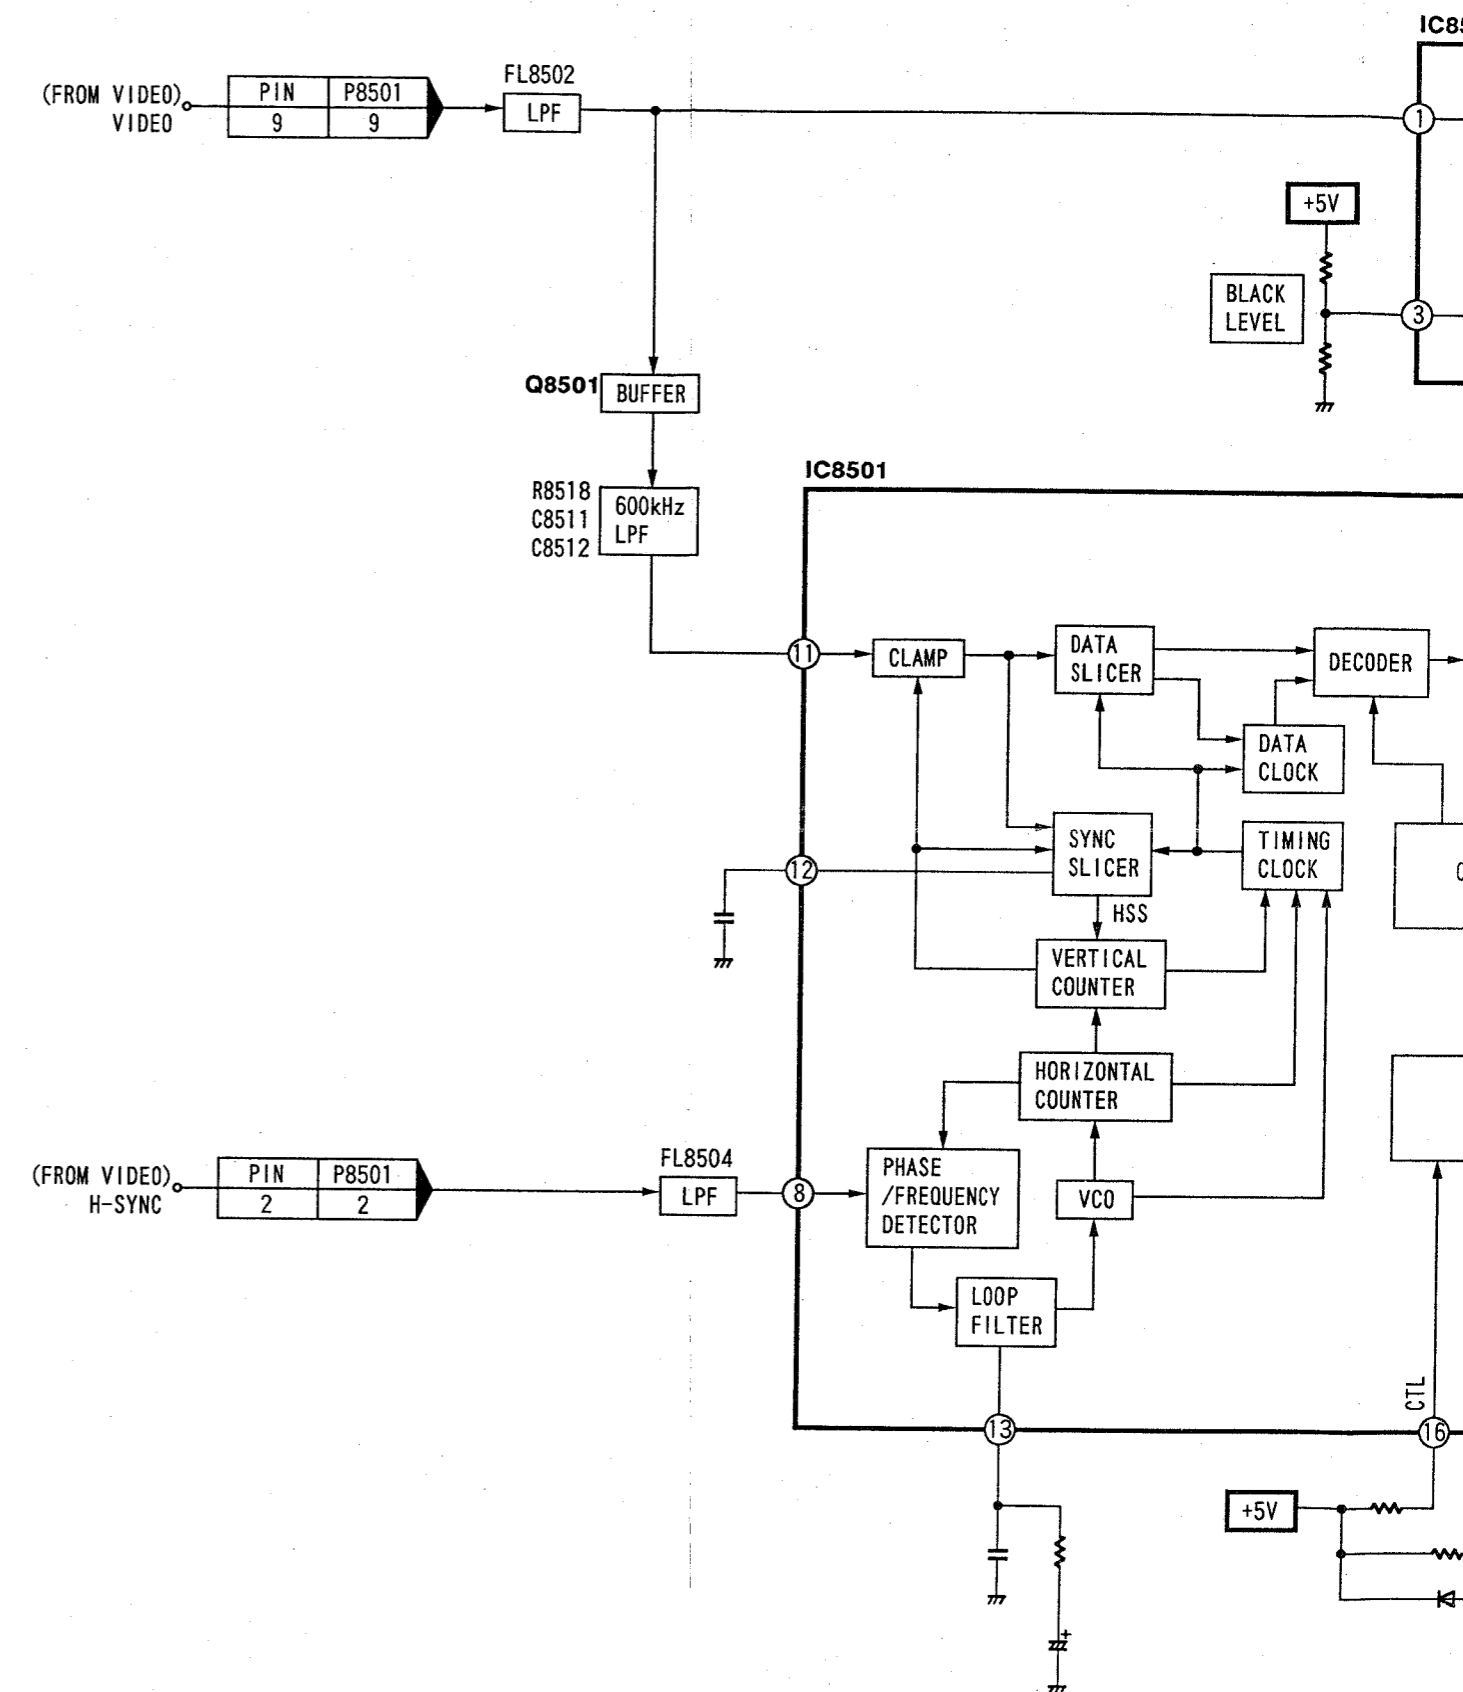 IC85
(FROM VIDEO)
VIDEO
PIN P8501
9 9
FL8502
LPF
1
+5V
BLACK
LEVEL
3
Q8501
BUFFER
IC8501
R8518
C8511
C8512
600kHz
LPF
11
CLAMP
DATA
SLICER
DECODER
DATA
CLOCK
SYNC
SLICER
TIMING
CLOCK
12
HSS
VERTICAL
COUNTER
HORIZONTAL
COUNTER
(FROM VIDEO)
H-SYNC
PIN P8501
2 2
FL8504
LPF
8
PHASE
/FREQUENCY
DETECTOR
VCO
LOOP
FILTER
CTL
13
16
+5V
+